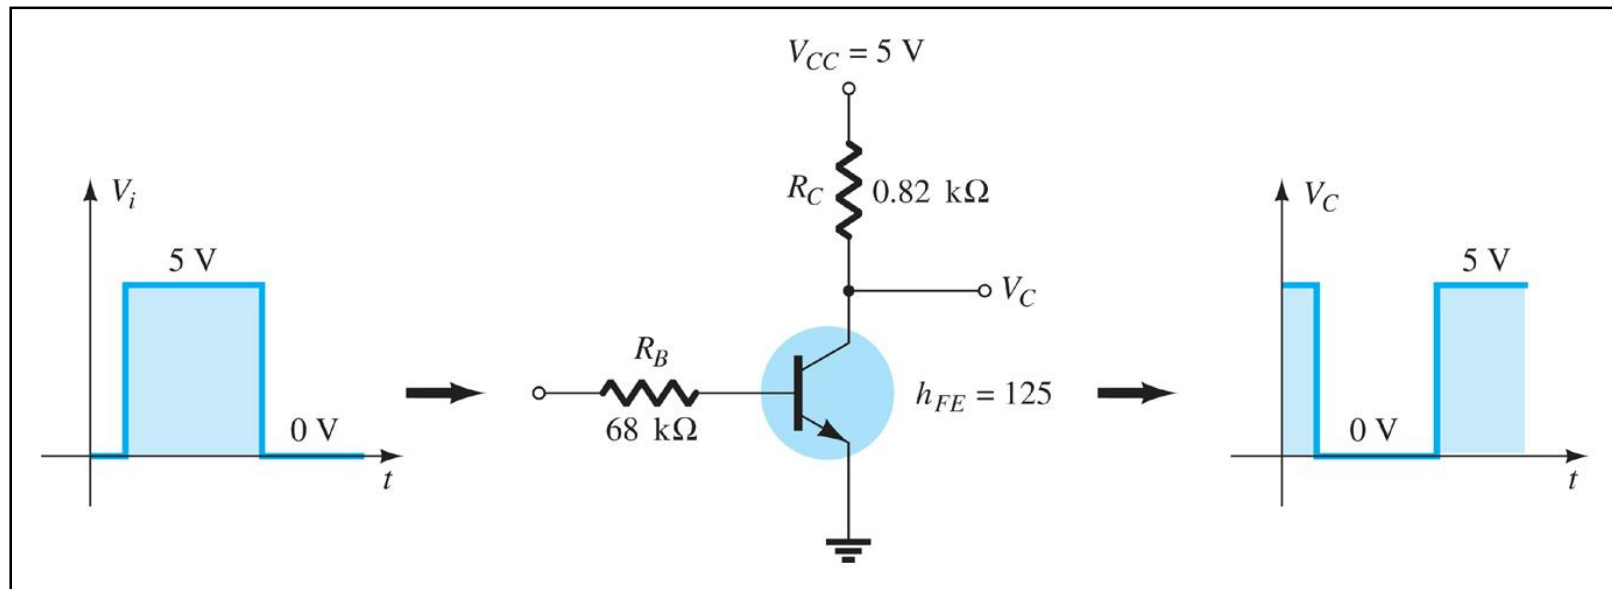 V_i
5 V
0 V
t
V_CC = 5 V
R_C 0.82 kΩ
V_C
R_B
68 kΩ
h_FE = 125
V_C
5 V
0 V
t